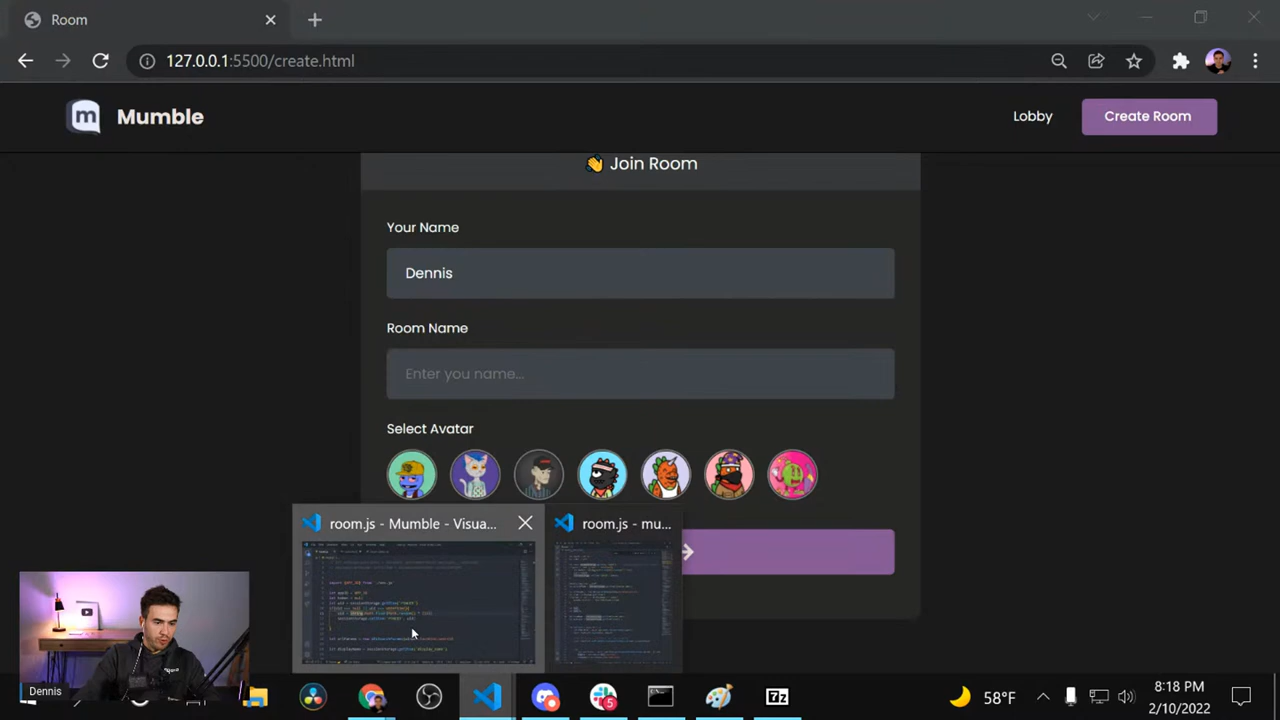 Room
127.0.0.1:5500/create.html
m Mumble
Lobby
Create Room
👋 Join Room
Your Name
Dennis
Room Name
Enter you name...
Select Avatar
room.js - Mumble - Visua...
room.js - mu...
Dennis
5
7z
58°F
8:18 PM
2/10/2022